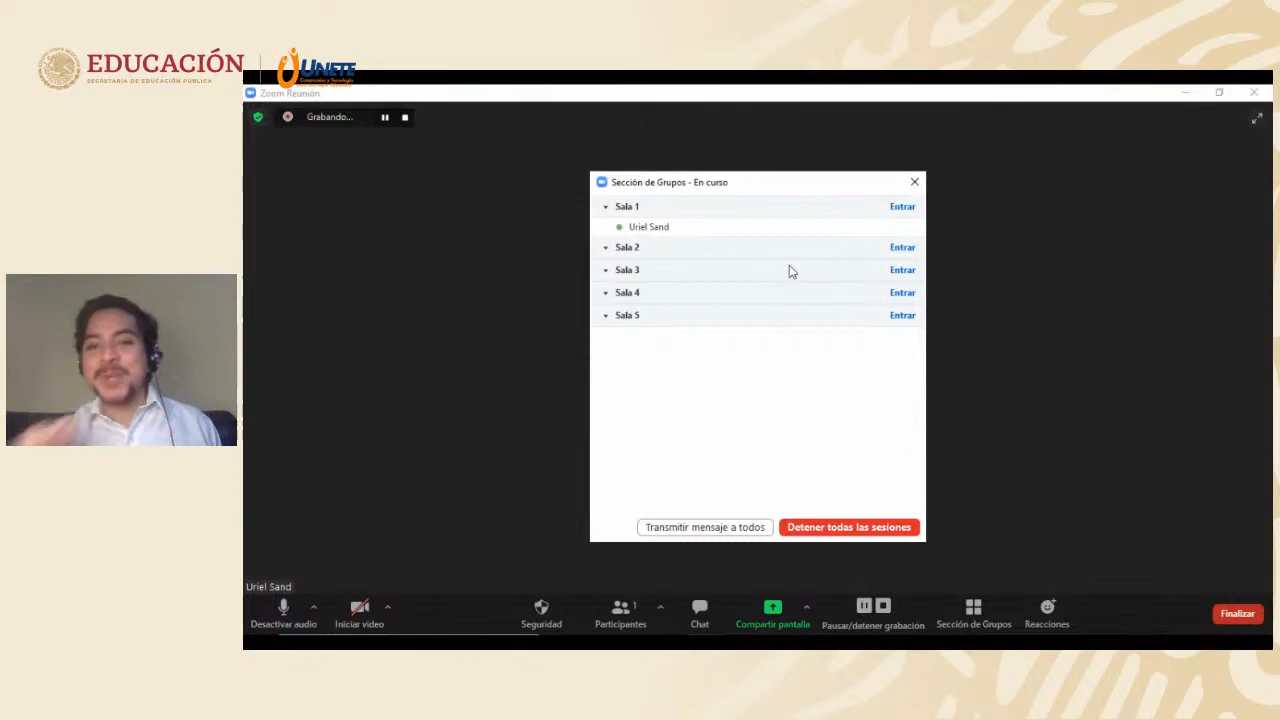 EDUCACIÓN
SECRETARÍA DE EDUCACIÓN PÚBLICA
UNETE
Compromiso y Tecnología
Zoom Reunión
Grabando...
Sección de Grupos - En curso
Sala 1 Entrar
Uriel Sand
Sala 2 Entrar
Sala 3 Entrar
Sala 4 Entrar
Sala 5 Entrar
Transmitir mensaje a todos Detener todas las sesiones
Uriel Sand
1
Desactivar audio Iniciar video Seguridad Participantes Chat Compartir pantalla Pausar/detener grabación Sección de Grupos Reacciones Finalizar